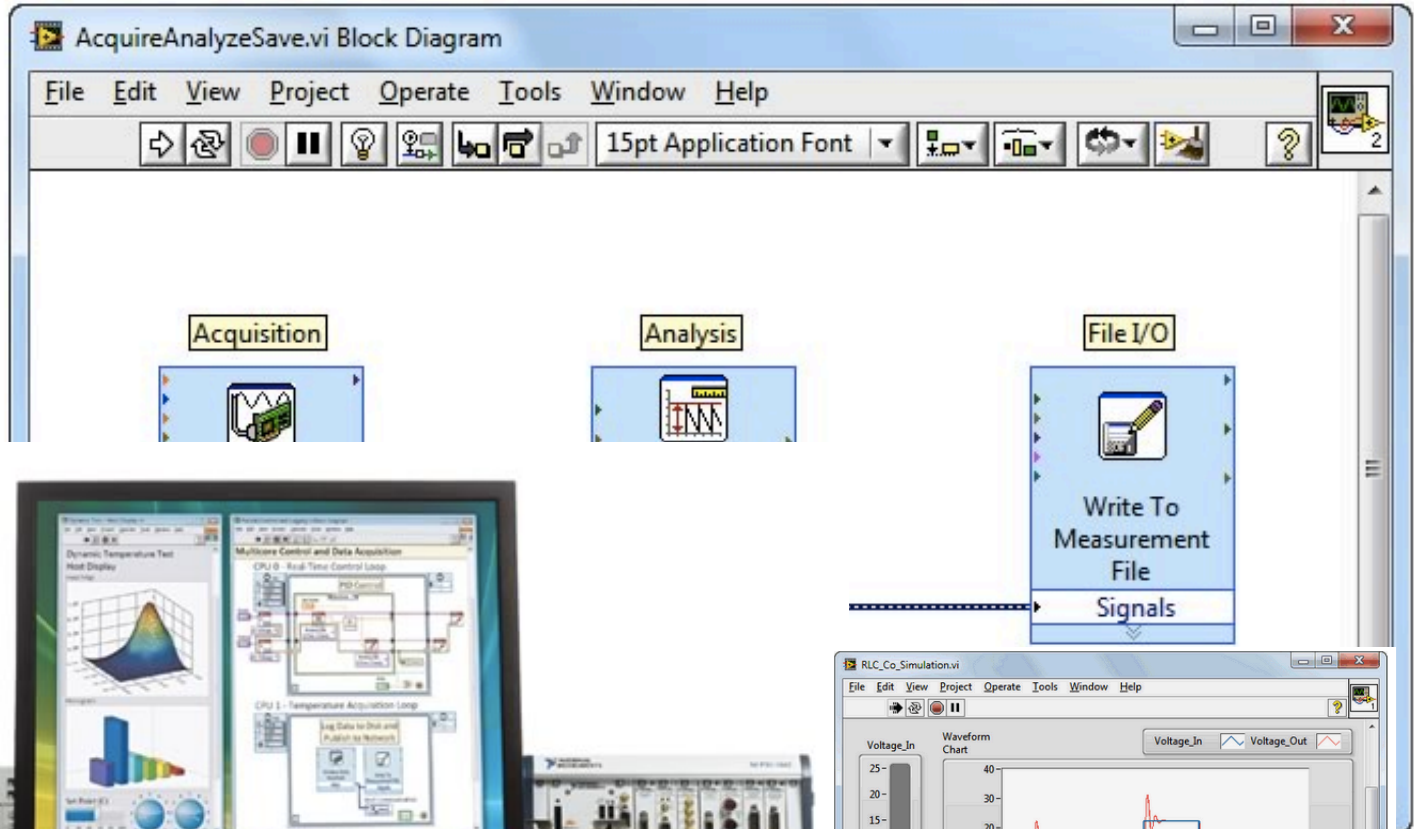 AcquireAnalyzeSave.vi Block Diagram
File Edit View Project Operate Tools Window Help
15pt Application Font
2
Acquisition
Analysis
File I/O
Write To
Measurement
File
Signals
Dynamic Temperature Test
Host Display
Multicore Control and Data Acquisition
CPU 0 - Real-Time Control Loop
PID Control
Histogram
CPU 1 - Temperature Acquisition Loop
Log Data to Disk and
Publish to Network
Set Point (C)
RLC_Co_Simulation.vi
File Edit View Project Operate Tools Window Help
1
Voltage_In
Waveform
Chart
Voltage_In Voltage_Out
25
20
15
40
30
20